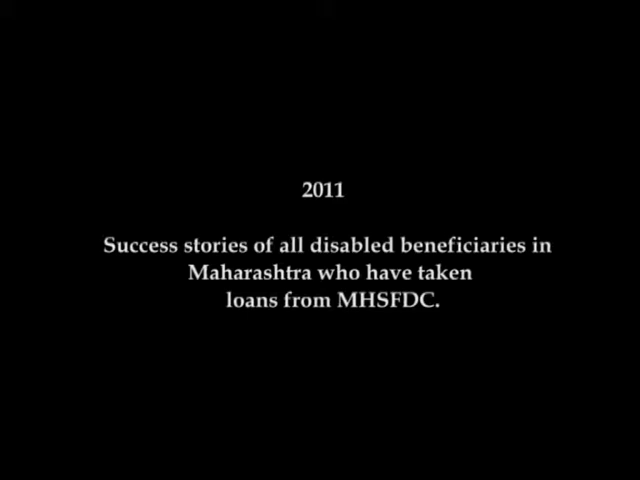 2011
Success stories of all disabled beneficiaries in
Maharashtra who have taken
loans from MHSFDC.